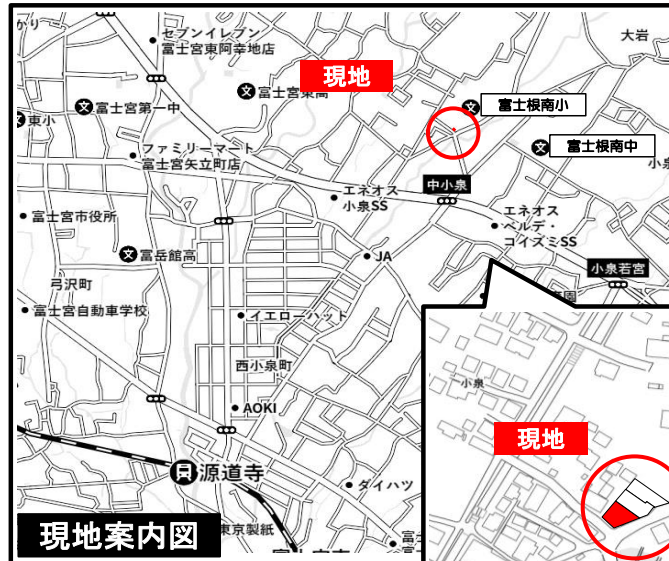 かり
セブンイレブン
富士宮東阿幸地店
大岩
現地
富士宮東高
富士根南小
富士宮第一中
東小
富士根南中
ファミリーマート
富士宮矢立町店
小泉
中小泉
エネオス
小泉SS
富士宮市役所
エネオス
ベルデ・
コイズミSS
富岳館高
JA
小泉若宮
弓沢町
富士宮自動車学校
イエローハット
園
西小泉町
小泉
AOKI
現地
源道寺
ダイハツ
東京製紙
現地案内図